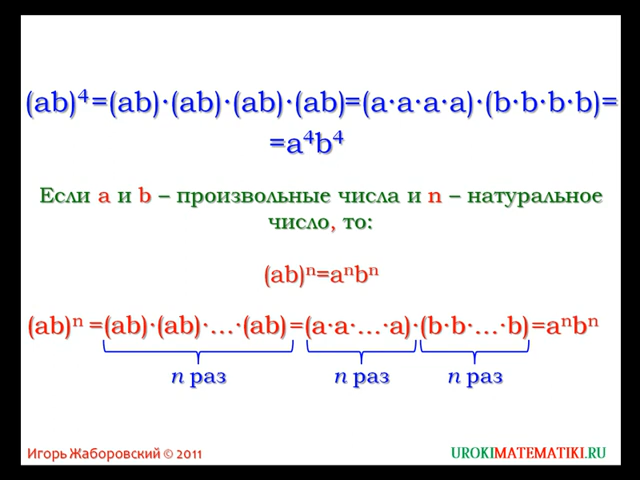 (ab)⁴=(ab)·(ab)·(ab)·(ab)=(a·a·a·a)·(b·b·b·b)=
=a⁴b⁴
Если a и b – произвольные числа и n – натуральное
число, то:
(ab)ⁿ=aⁿbⁿ
(ab)ⁿ=(ab)·(ab)·…·(ab)=(a·a·…·a)·(b·b·…·b)=aⁿbⁿ
n раз n раз n раз
Игорь Жаборовский © 2011 UROKIMATEMATIKI.RU